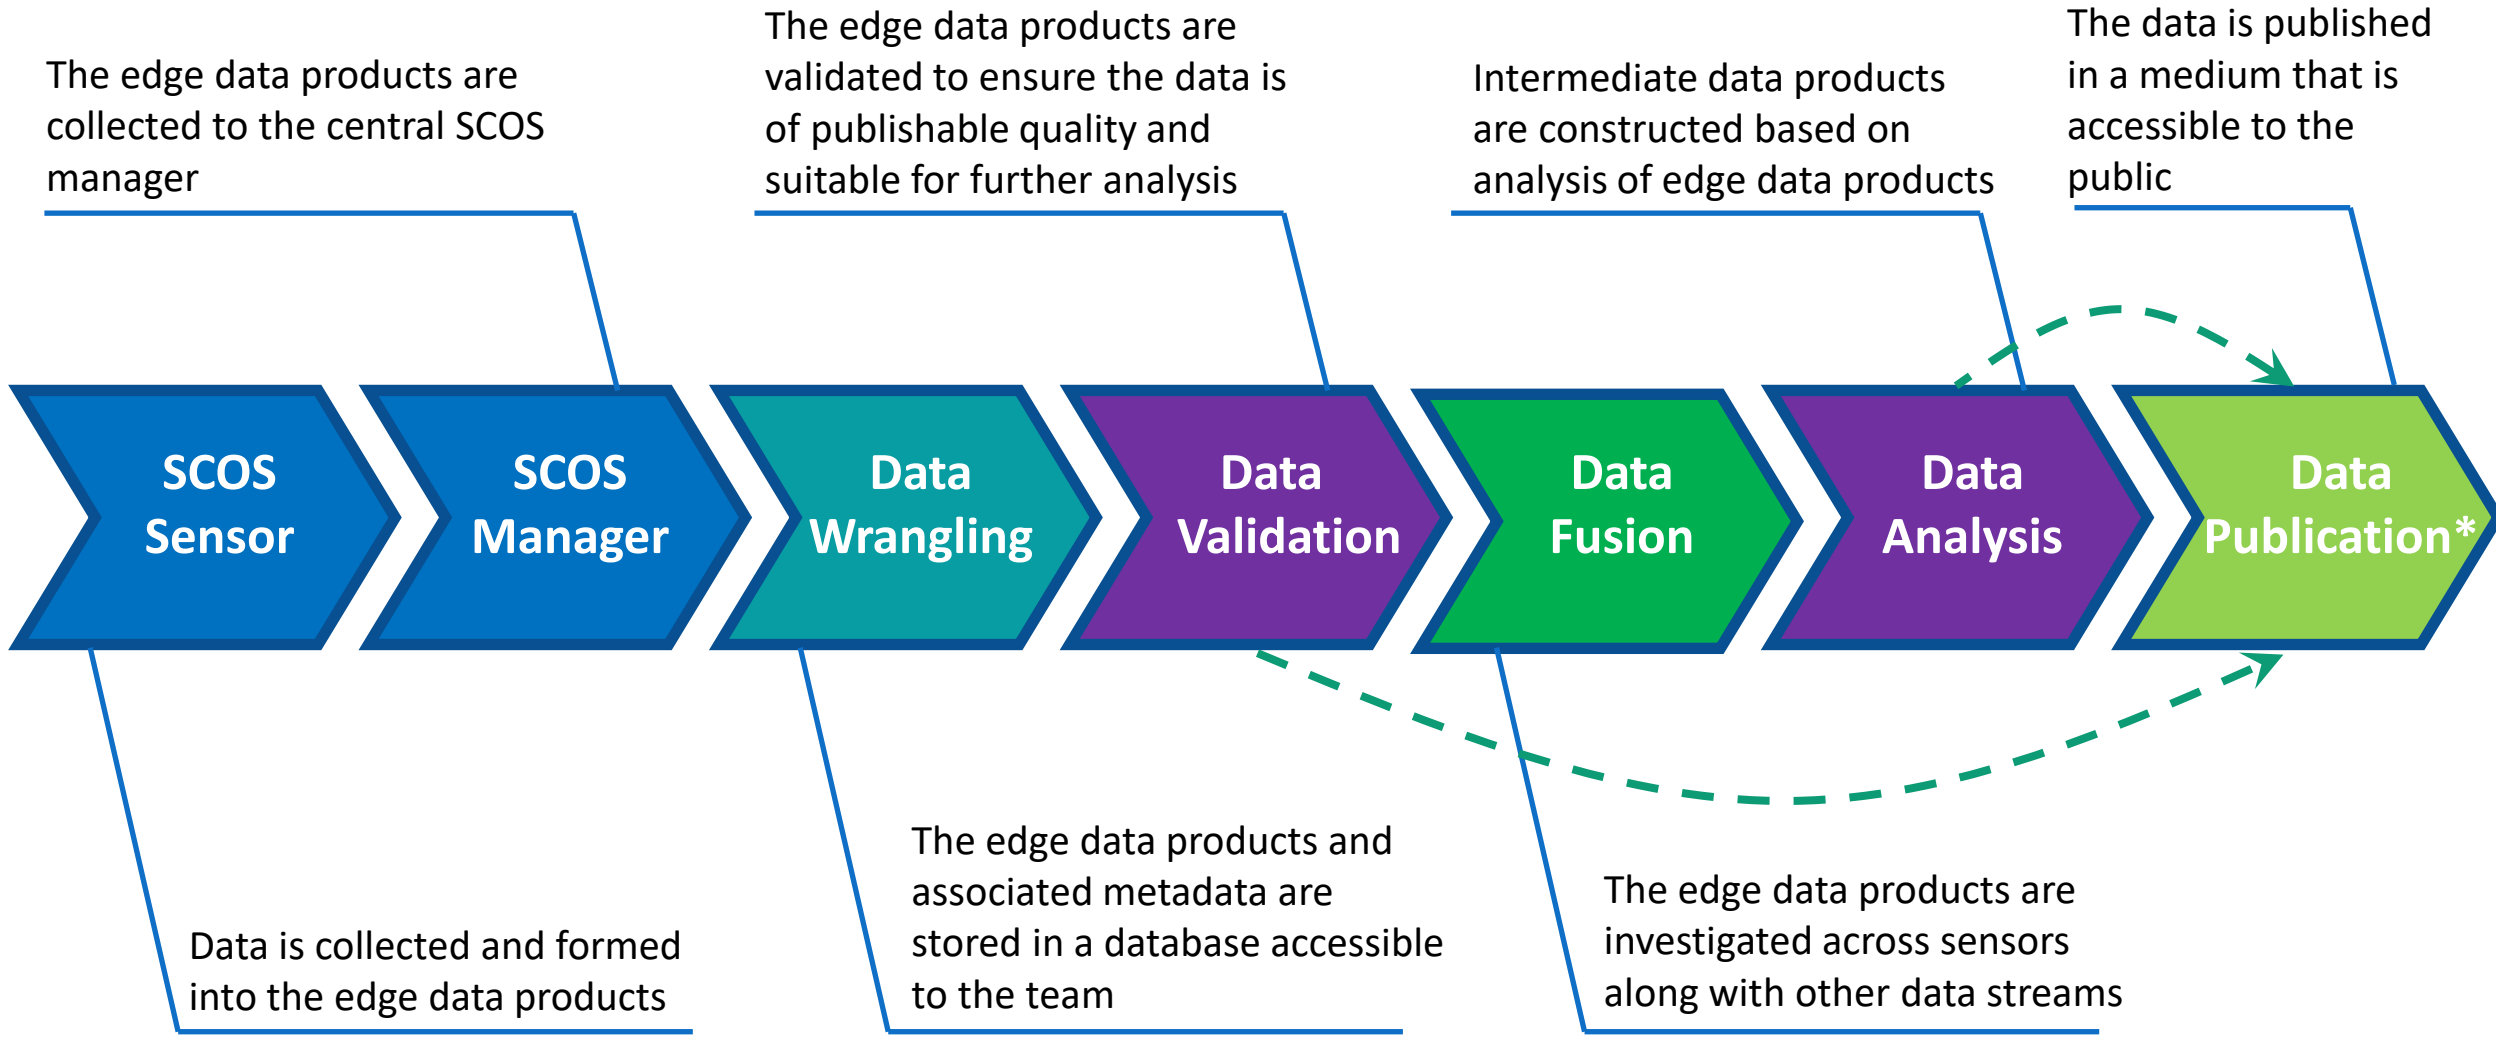 The edge data products are
collected to the central SCOS
manager
The edge data products are
validated to ensure the data is
of publishable quality and
suitable for further analysis
Intermediate data products
are constructed based on
analysis of edge data products
The data is published
in a medium that is
accessible to the
public
SCOS
Sensor
SCOS
Manager
Data
Wrangling
Data
Validation
Data
Fusion
Data
Analysis
Data
Publication*
Data is collected and formed
into the edge data products
The edge data products and
associated metadata are
stored in a database accessible
to the team
The edge data products are
investigated across sensors
along with other data streams